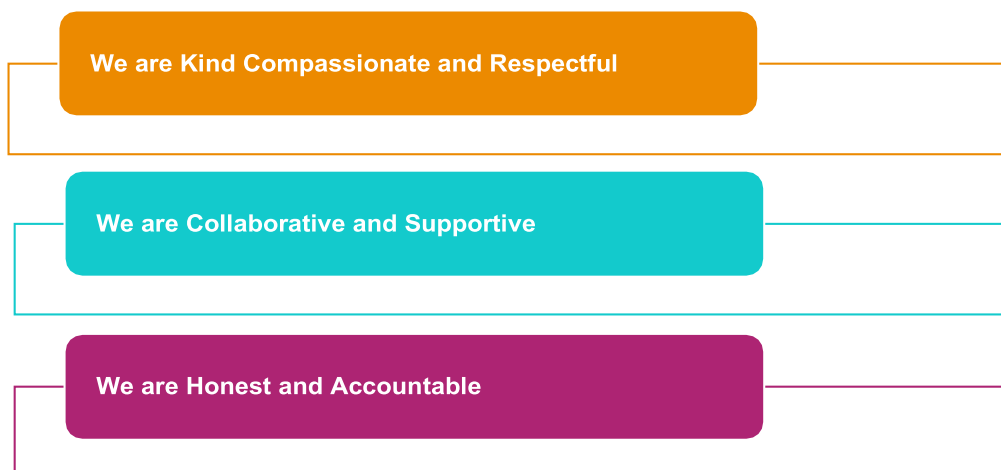 We are Kind Compassionate and Respectful
We are Collaborative and Supportive
We are Honest and Accountable